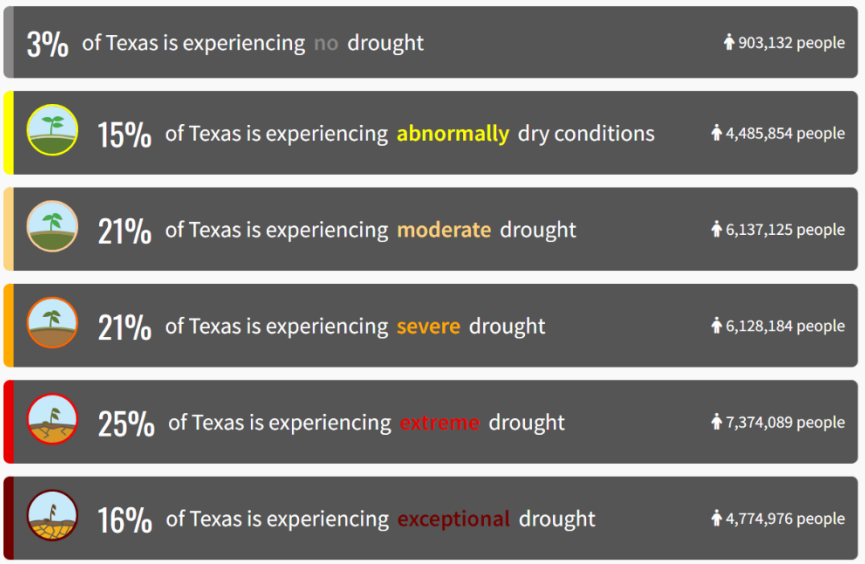 3% of Texas is experiencing no drought 903,132 people
15% of Texas is experiencing abnormally dry conditions 4,485,854 people
21% of Texas is experiencing moderate drought 6,137,125 people
21% of Texas is experiencing severe drought 6,128,184 people
25% of Texas is experiencing extreme drought 7,374,089 people
16% of Texas is experiencing exceptional drought 4,774,976 people